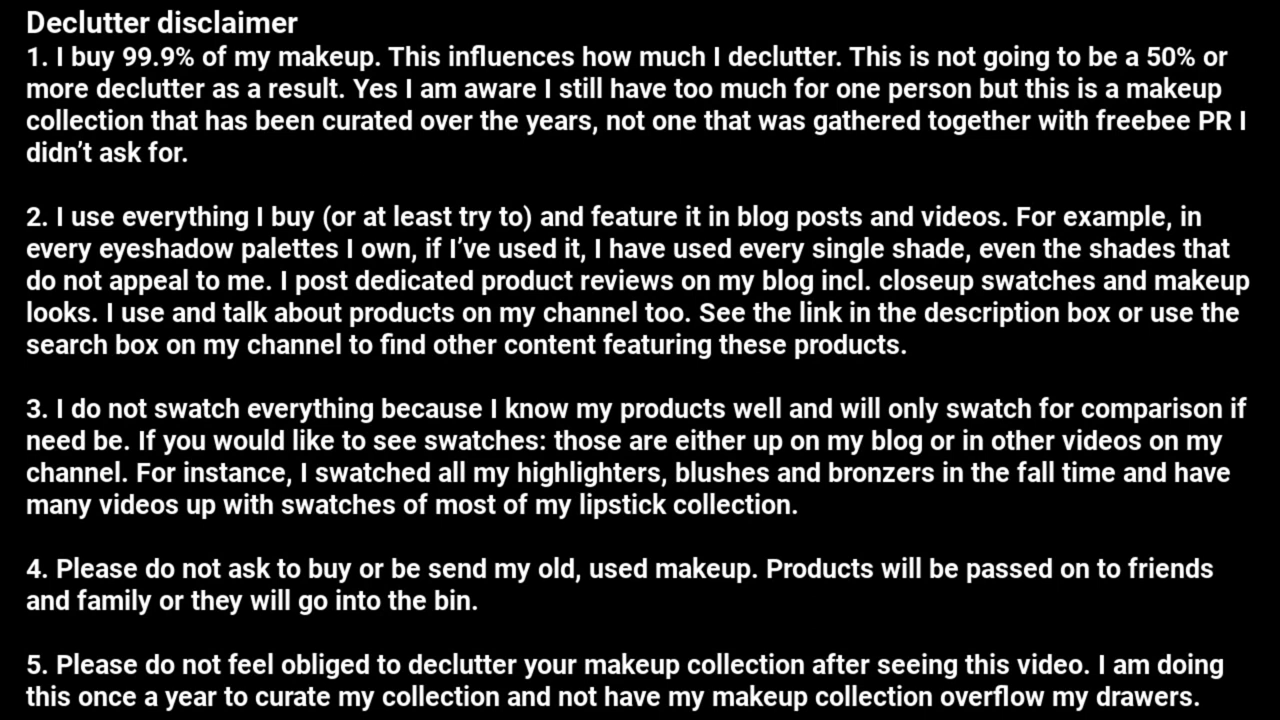 Declutter disclaimer
1. I buy 99.9% of my makeup. This influences how much I declutter. This is not going to be a 50% or
more declutter as a result. Yes I am aware I still have too much for one person but this is a makeup
collection that has been curated over the years, not one that was gathered together with freebee PR I
didn’t ask for.
2. I use everything I buy (or at least try to) and feature it in blog posts and videos. For example, in
every eyeshadow palettes I own, if I’ve used it, I have used every single shade, even the shades that
do not appeal to me. I post dedicated product reviews on my blog incl. closeup swatches and makeup
looks. I use and talk about products on my channel too. See the link in the description box or use the
search box on my channel to find other content featuring these products.
3. I do not swatch everything because I know my products well and will only swatch for comparison if
need be. If you would like to see swatches: those are either up on my blog or in other videos on my
channel. For instance, I swatched all my highlighters, blushes and bronzers in the fall time and have
many videos up with swatches of most of my lipstick collection.
4. Please do not ask to buy or be send my old, used makeup. Products will be passed on to friends
and family or they will go into the bin.
5. Please do not feel obliged to declutter your makeup collection after seeing this video. I am doing
this once a year to curate my collection and not have my makeup collection overflow my drawers.